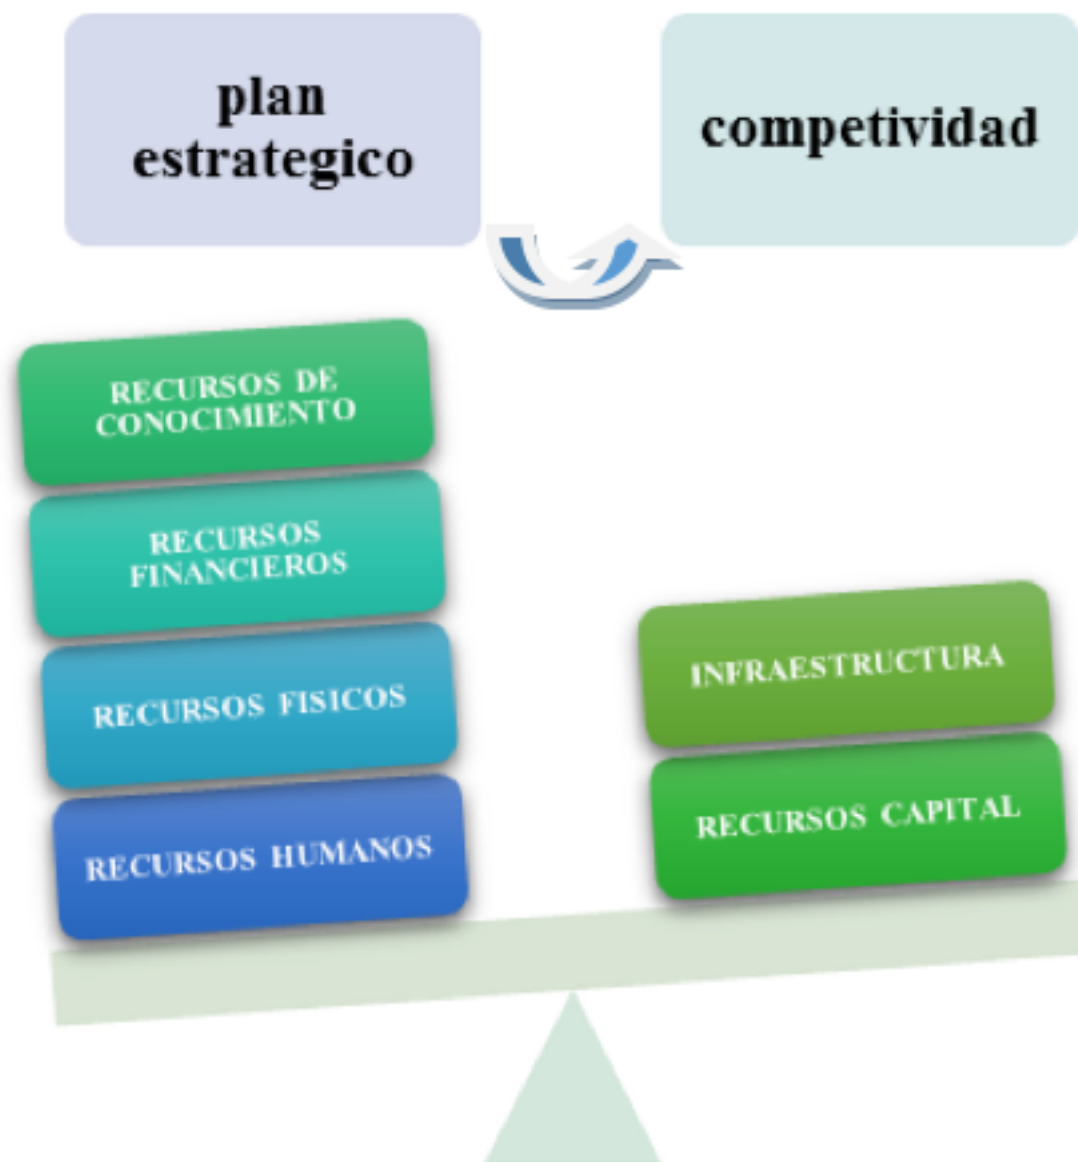 plan
estrategico
competividad
RECURSOS DE
CONOCIMIENTO
RECURSOS
FINANCIEROS
RECURSOS FISICOS
RECURSOS HUMANOS
INFRAESTRUCTURA
RECURSOS CAPITAL